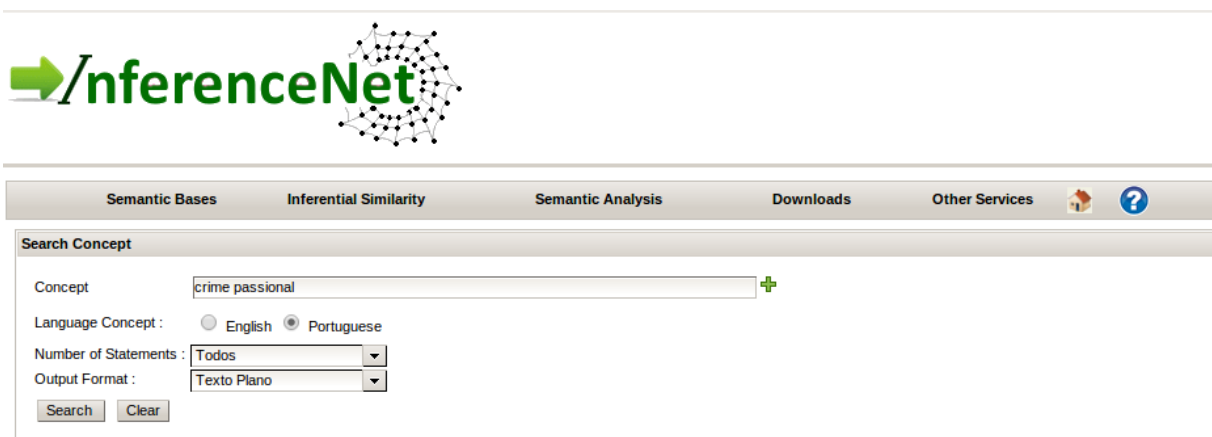 InferenceNet
Semantic Bases Inferential Similarity Semantic Analysis Downloads Other Services ?
Search Concept
Concept crime passional
Language Concept : English Portuguese
Number of Statements : Todos
Output Format : Texto Plano
Search Clear